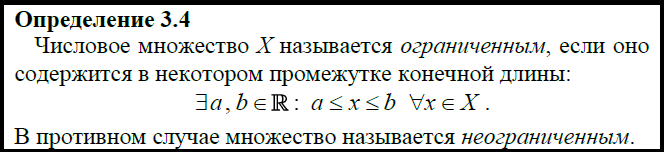 Определение 3.4
Числовое множество X называется ограниченным, если оно
содержится в некотором промежутке конечной длины:
∃a, b ∈ ℝ : a ≤ x ≤ b ∀x ∈ X .
В противном случае множество называется неограниченным.